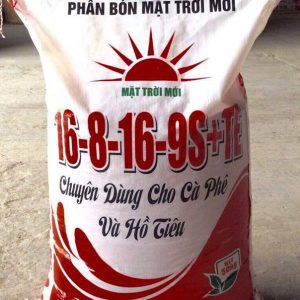 PHÂN BÓN MẶT TRỜI MỚI
MẶT TRỜI MỚI
16-8-16-9S+TE
Chuyên Dùng Cho Cà Phê
Và Hồ Tiêu